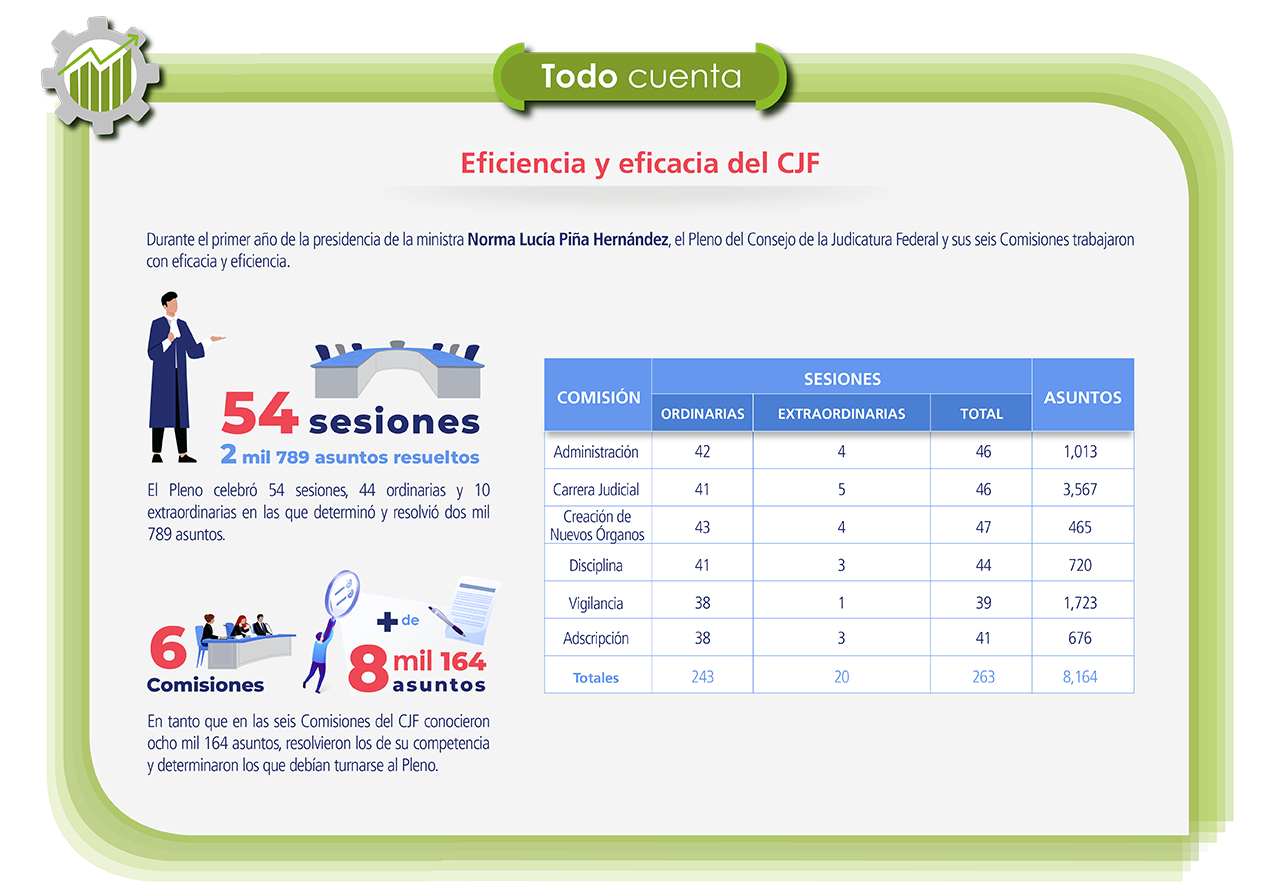 Todo cuenta
Eficiencia y eficacia del CJF
Durante el primer año de la presidencia de la ministra Norma Lucía Piña Hernández, el Pleno del Consejo de la Judicatura Federal y sus seis Comisiones trabajaron
con eficacia y eficiencia.
54 sesiones
2 mil 789 asuntos resueltos
El Pleno celebró 54 sesiones, 44 ordinarias y 10
extraordinarias en las que determinó y resolvió dos mil
789 asuntos.
6
Comisiones
+ de
8 mil 164
asuntos
En tanto que en las seis Comisiones del CJF conocieron
ocho mil 164 asuntos, resolvieron los de su competencia
y determinaron los que debían turnarse al Pleno.
COMISIÓN SESIONES ASUNTOS
ORDINARIAS EXTRAORDINARIAS TOTAL
Administración 42 4 46 1,013
Carrera Judicial 41 5 46 3,567
Creación de
Nuevos Órganos 43 4 47 465
Disciplina 41 3 44 720
Vigilancia 38 1 39 1,723
Adscripción 38 3 41 676
Totales 243 20 263 8,164